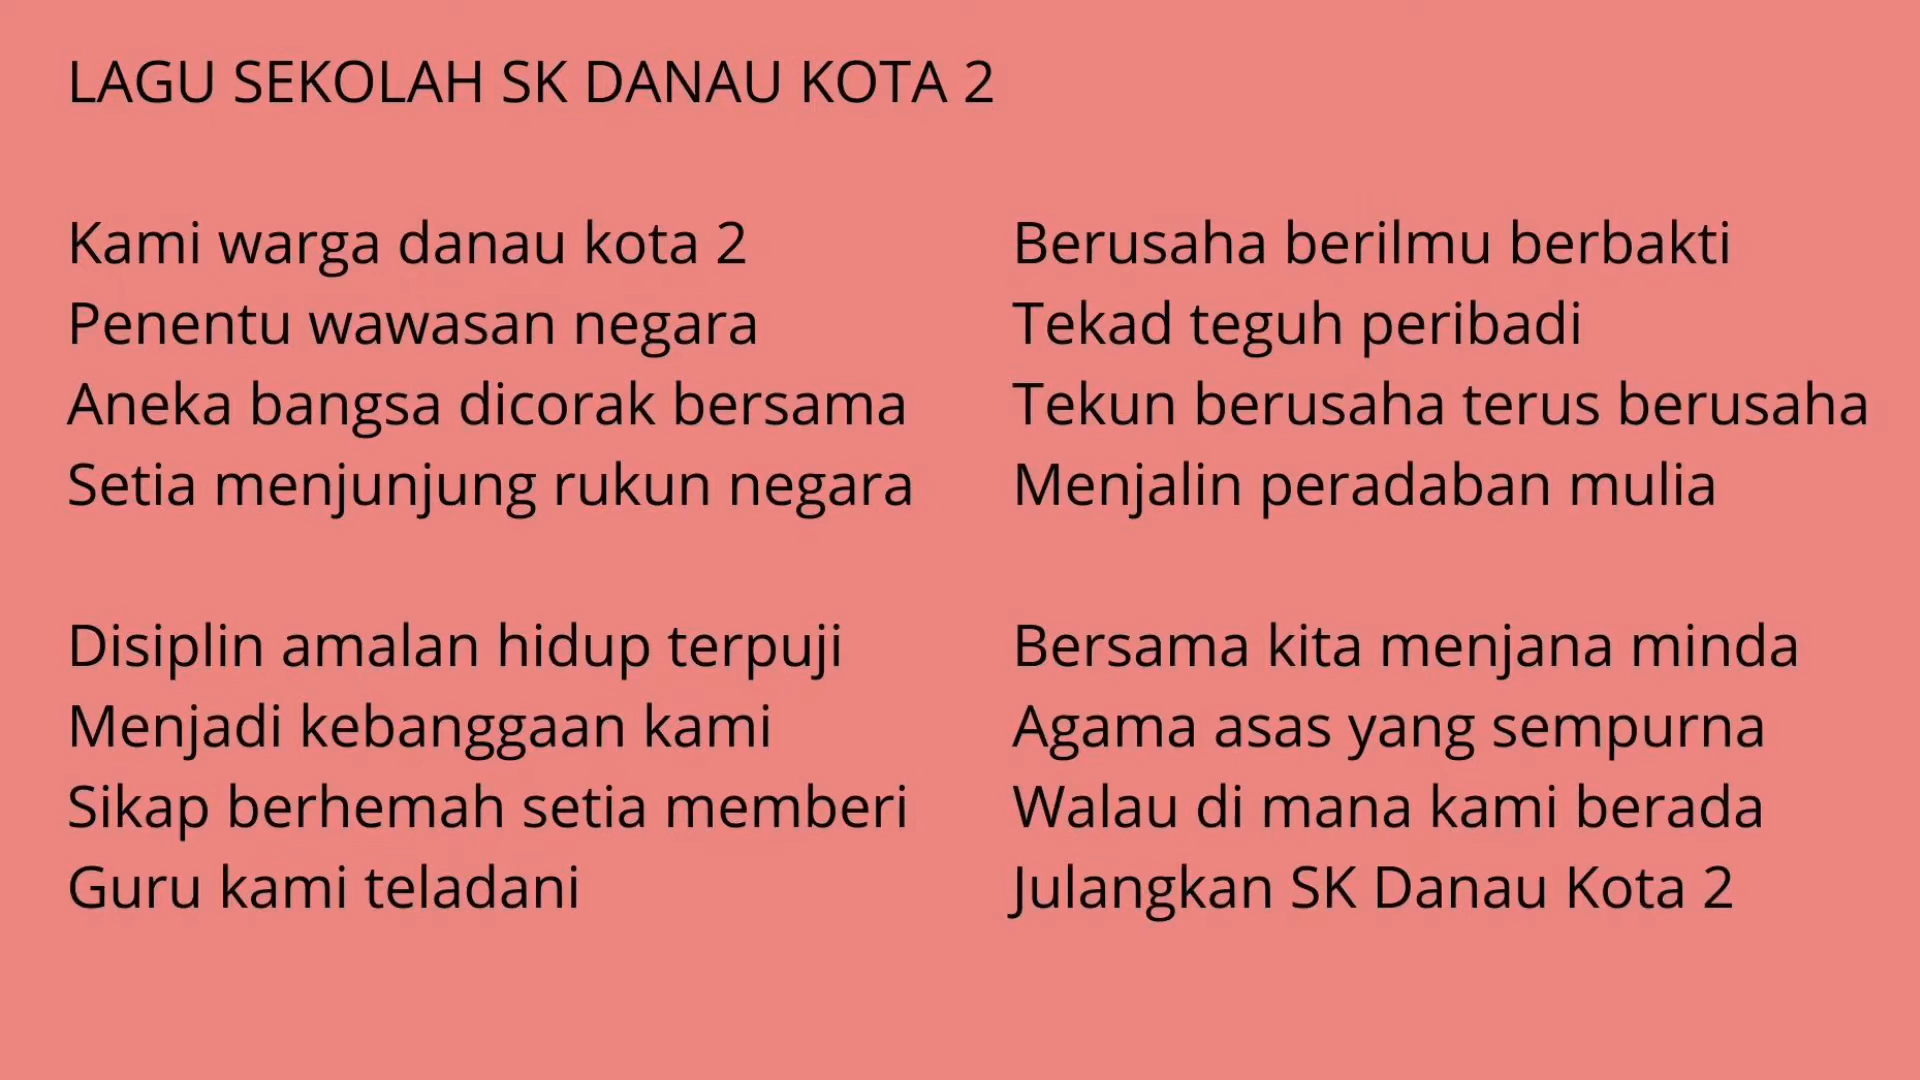 LAGU SEKOLAH SK DANAU KOTA 2
Kami warga danau kota 2
Penentu wawasan negara
Aneka bangsa dicorak bersama
Setia menjunjung rukun negara
Disiplin amalan hidup terpuji
Menjadi kebanggaan kami
Sikap berhemah setia memberi
Guru kami teladani
Berusaha berilmu berbakti
Tekad teguh peribadi
Tekun berusaha terus berusaha
Menjalin peradaban mulia
Bersama kita menjana minda
Agama asas yang sempurna
Walau di mana kami berada
Julangkan SK Danau Kota 2